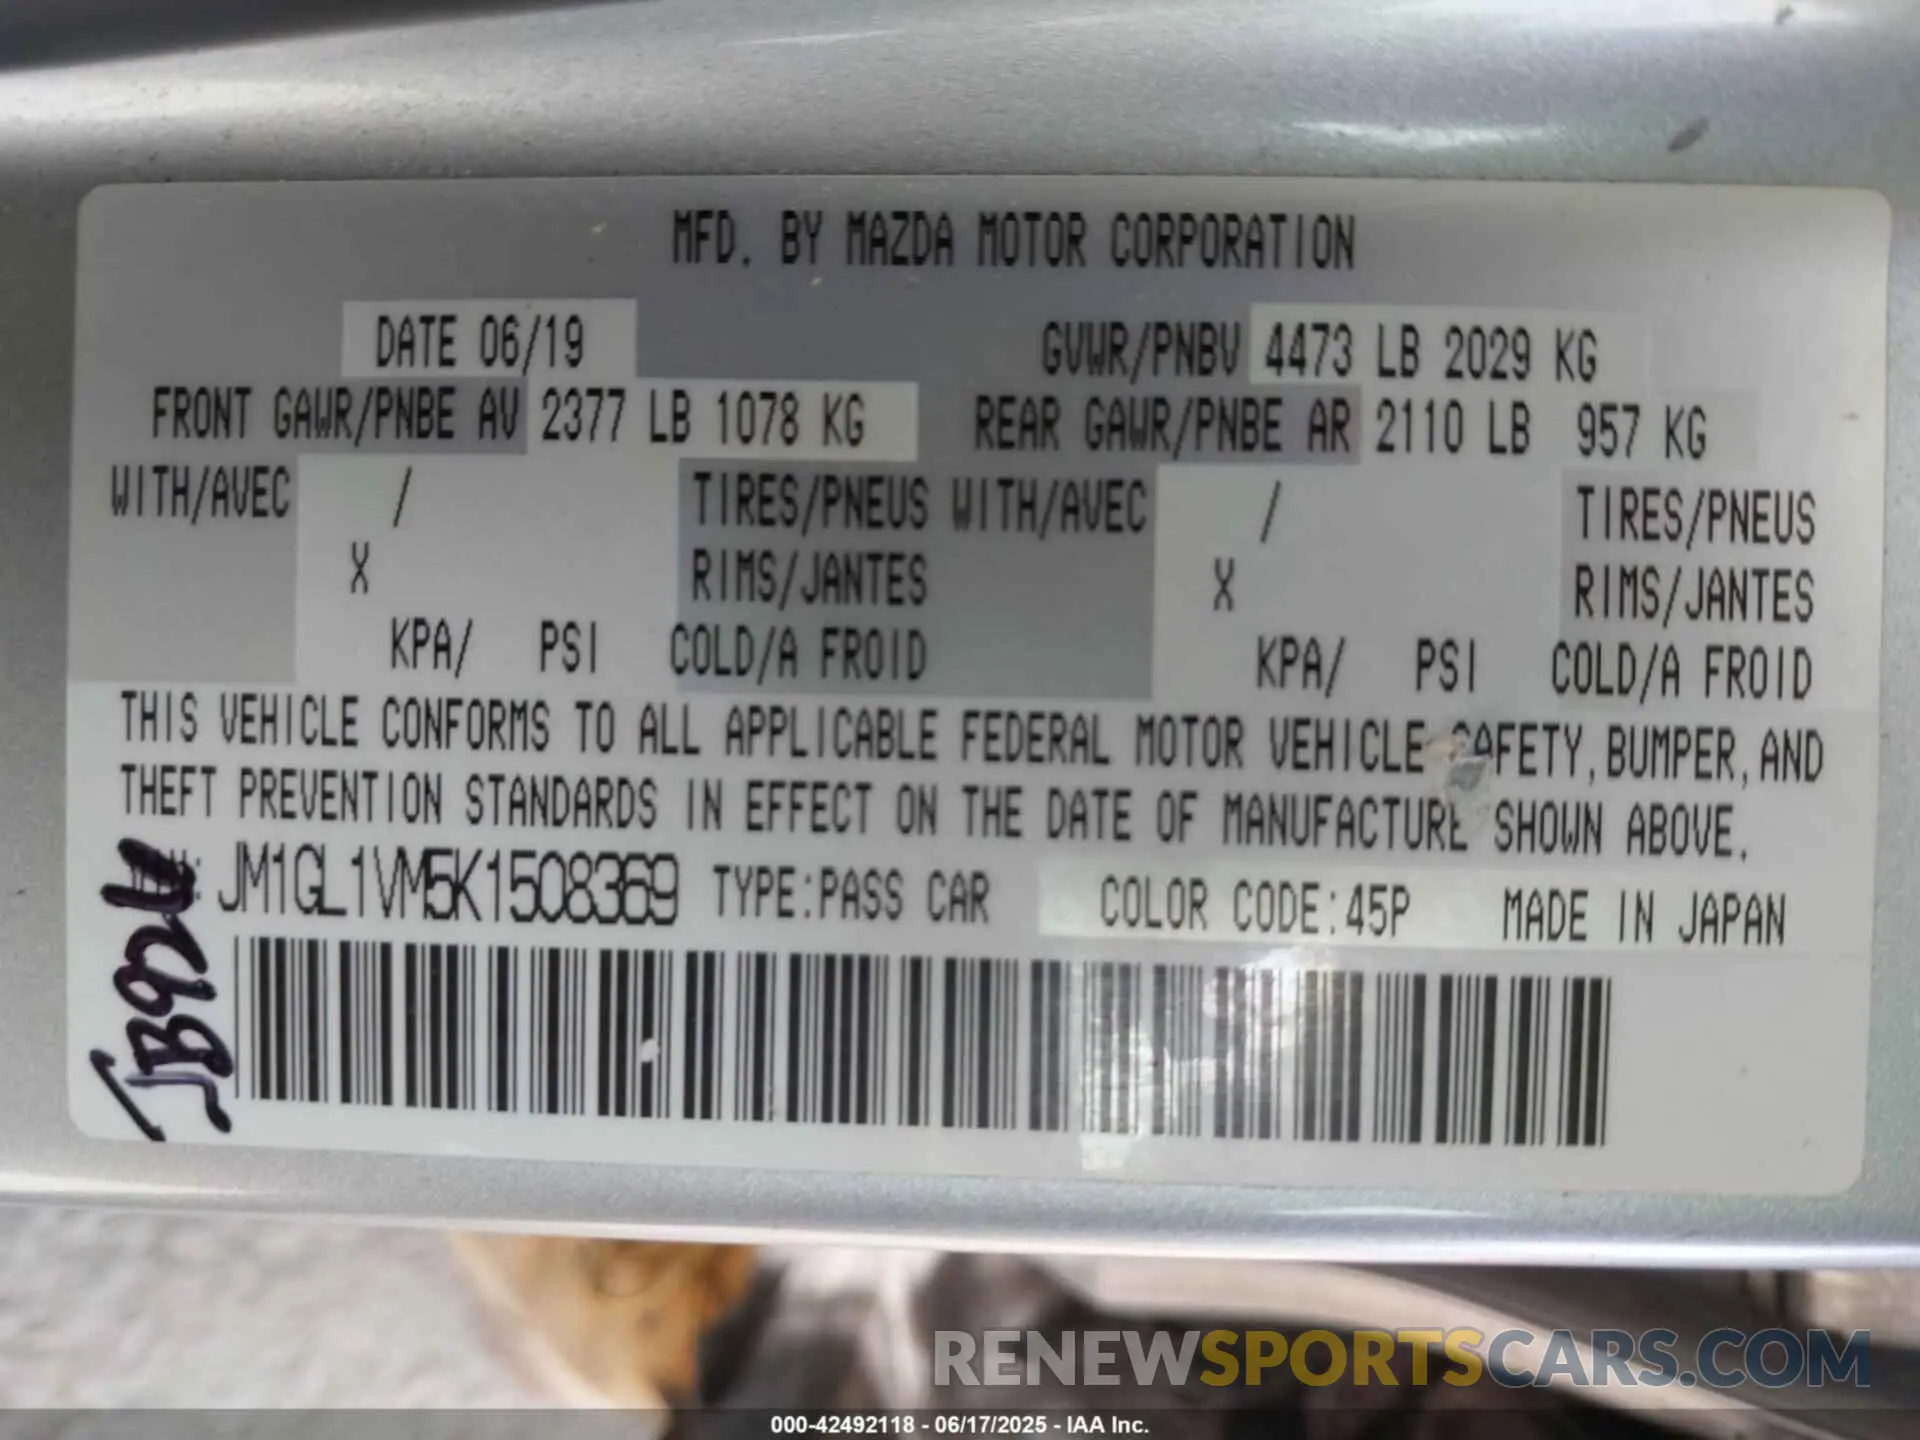 MFD. BY MAZDA MOTOR CORPORATION
DATE 06/19 GVWR/PNBV 4473 LB 2029 KG
FRONT GAWR/PNBE AV 2377 LB 1078 KG REAR GAWR/PNBE AR 2110 LB 957 KG
WITH/AVEC / TIRES/PNEUS WITH/AVEC / TIRES/PNEUS
X RIMS/JANTES X RIMS/JANTES
KPA/ PSI COLD/A FROID KPA/ PSI COLD/A FROID
THIS VEHICLE CONFORMS TO ALL APPLICABLE FEDERAL MOTOR VEHICLE SAFETY, BUMPER, AND
THEFT PREVENTION STANDARDS IN EFFECT ON THE DATE OF MANUFACTURE SHOWN ABOVE.
JM1GL1VM5K1508369 TYPE:PASS CAR COLOR CODE:45P MADE IN JAPAN
RENEWSPORTSCARS.COM
000-42492118 - 06/17/2025 - IAA Inc.